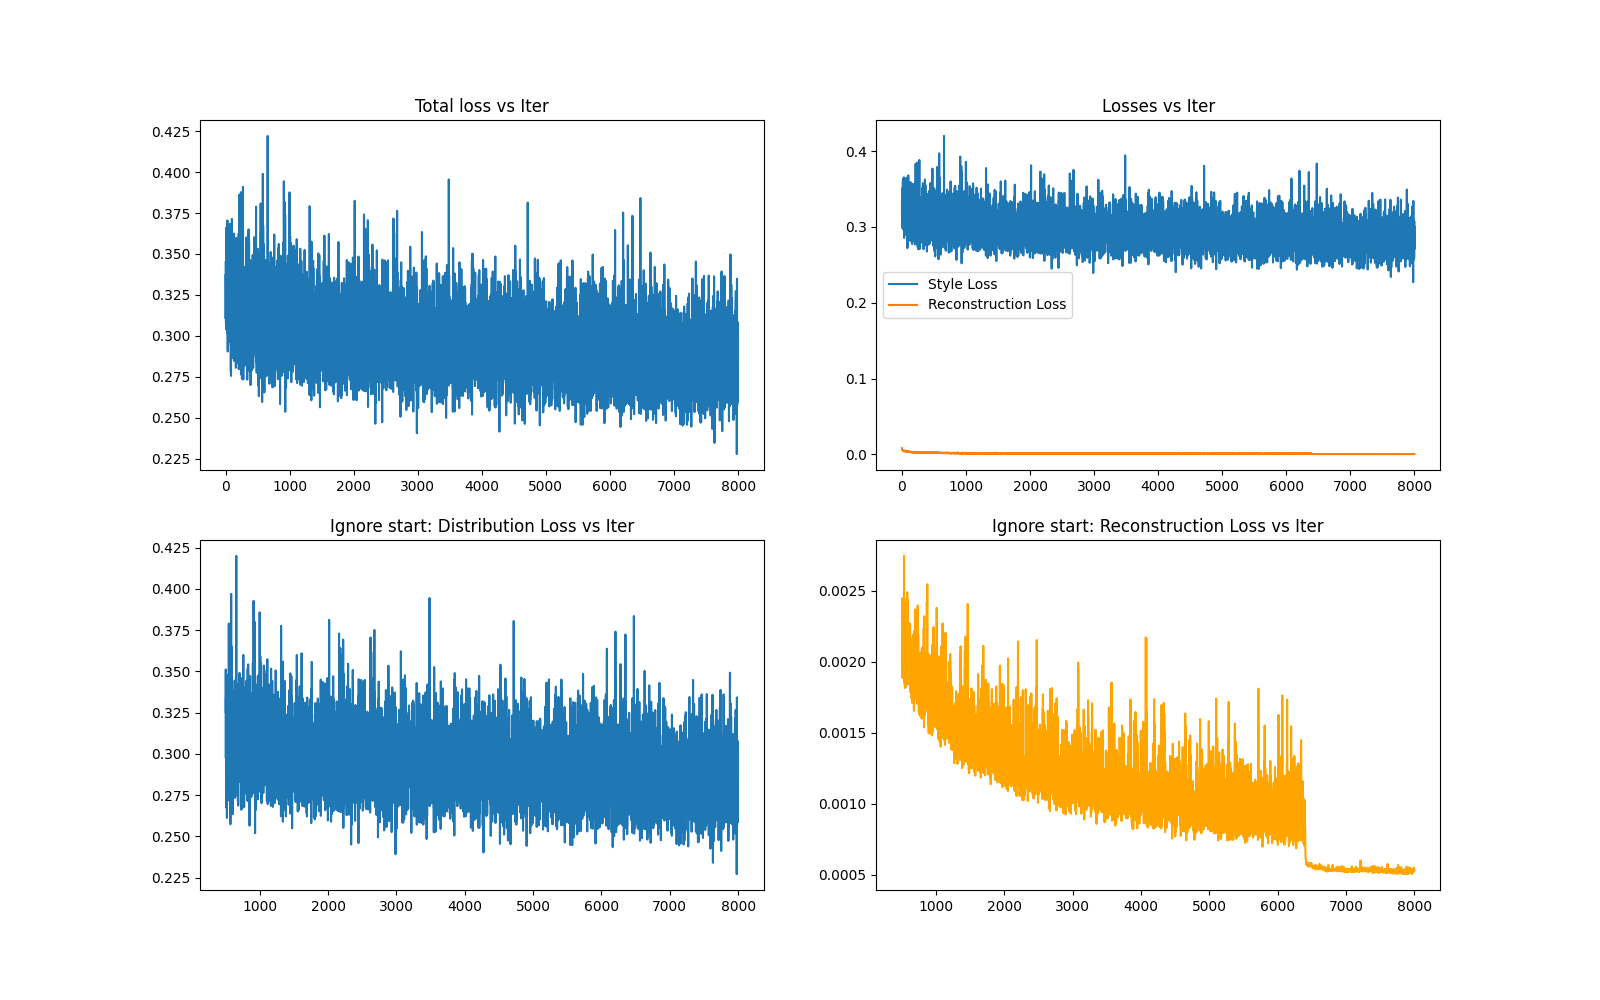 Total loss vs Iter
0.425
0.400
0.375
0.350
0.325
0.300
0.275
0.250
0.225
0 1000 2000 3000 4000 5000 6000 7000 8000
Losses vs Iter
0.4
0.3
0.2
0.1
0.0
Style Loss
Reconstruction Loss
0 1000 2000 3000 4000 5000 6000 7000 8000
Ignore start: Distribution Loss vs Iter
0.425
0.400
0.375
0.350
0.325
0.300
0.275
0.250
0.225
1000 2000 3000 4000 5000 6000 7000 8000
Ignore start: Reconstruction Loss vs Iter
0.0025
0.0020
0.0015
0.0010
0.0005
1000 2000 3000 4000 5000 6000 7000 8000